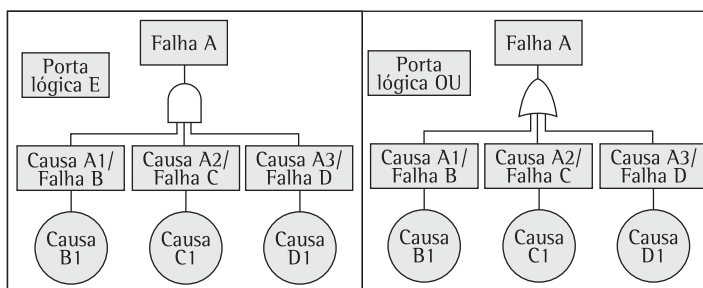 Falha A
Porta
lógica E
Causa A1/
Falha B
Causa A2/
Falha C
Causa A3/
Falha D
Causa
B1
Causa
C1
Causa
D1
Falha A
Porta
lógica OU
Causa A1/
Falha B
Causa A2/
Falha C
Causa A3/
Falha D
Causa
B1
Causa
C1
Causa
D1